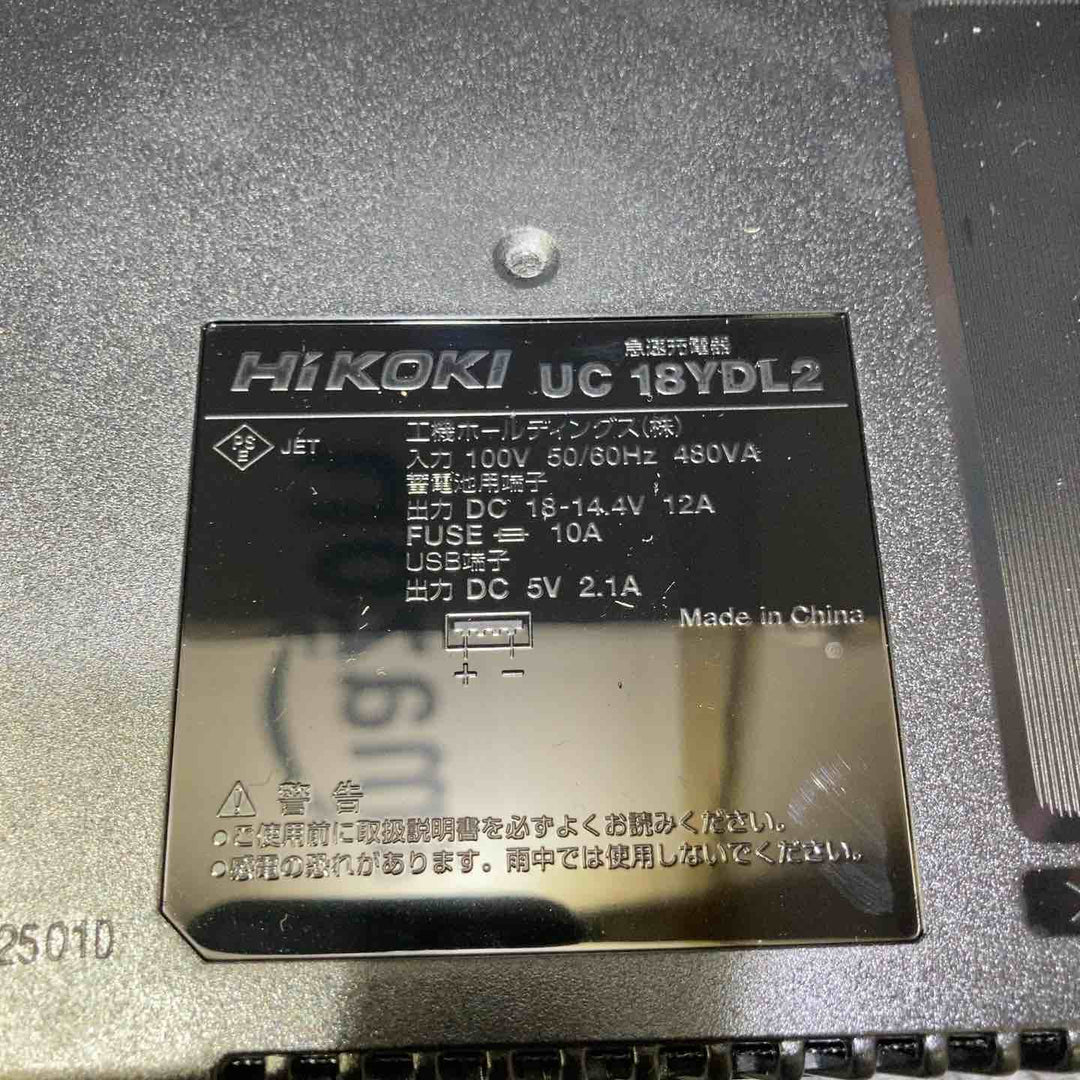 急速充電器
HiKOKI UC 18YDL2
PS
E
JET
工機ホールディングス(株)
入力 100V 50/60Hz 480VA
蓄電池用端子
出力 DC 18-14.4V 12A
FUSE 10A
USB端子
出力 DC 5V 2.1A
Made in China
+ −
警告
●ご使用前に取扱説明書を必ずよくお読みください。
●感電の恐れがあります。雨中では使用しないでください。
2501D